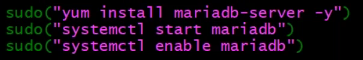 sudo("yum install mariadb-server -y")
sudo("systemctl start mariadb")
sudo("systemctl enable mariadb")